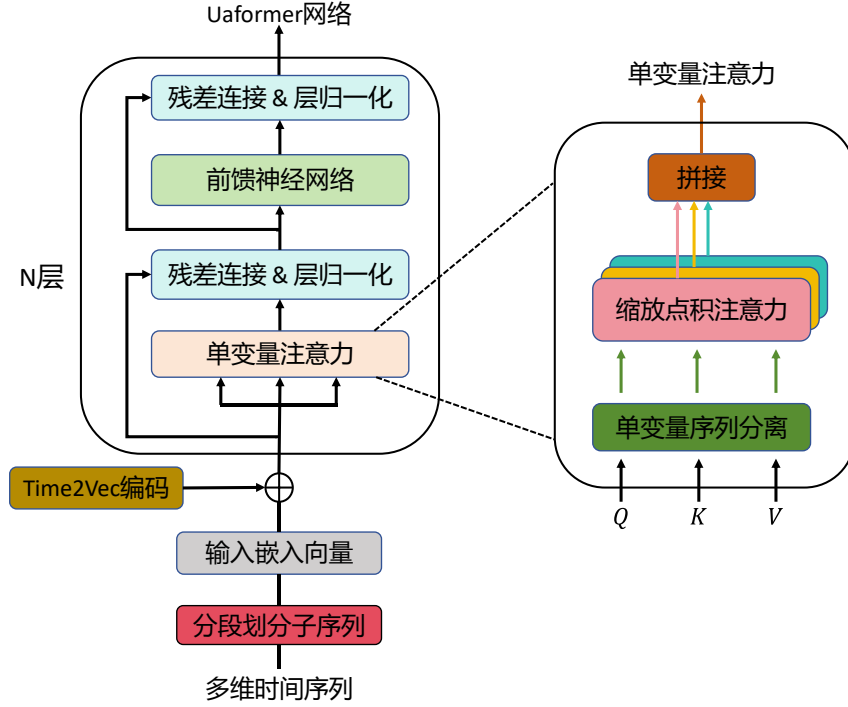 Uaformer网络
残差连接 & 层归一化
前馈神经网络
残差连接 & 层归一化
N层
单变量注意力
Time2Vec编码
输入嵌入向量
分段划分子序列
多维时间序列
单变量注意力
拼接
缩放点积注意力
单变量序列分离
Q K V